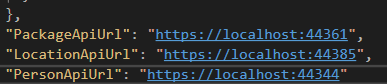 },
"PackageApiUrl": "https://localhost:44361",
"LocationApiUrl": "https://localhost:44385",
"PersonApiUrl": "https://localhost:44344"